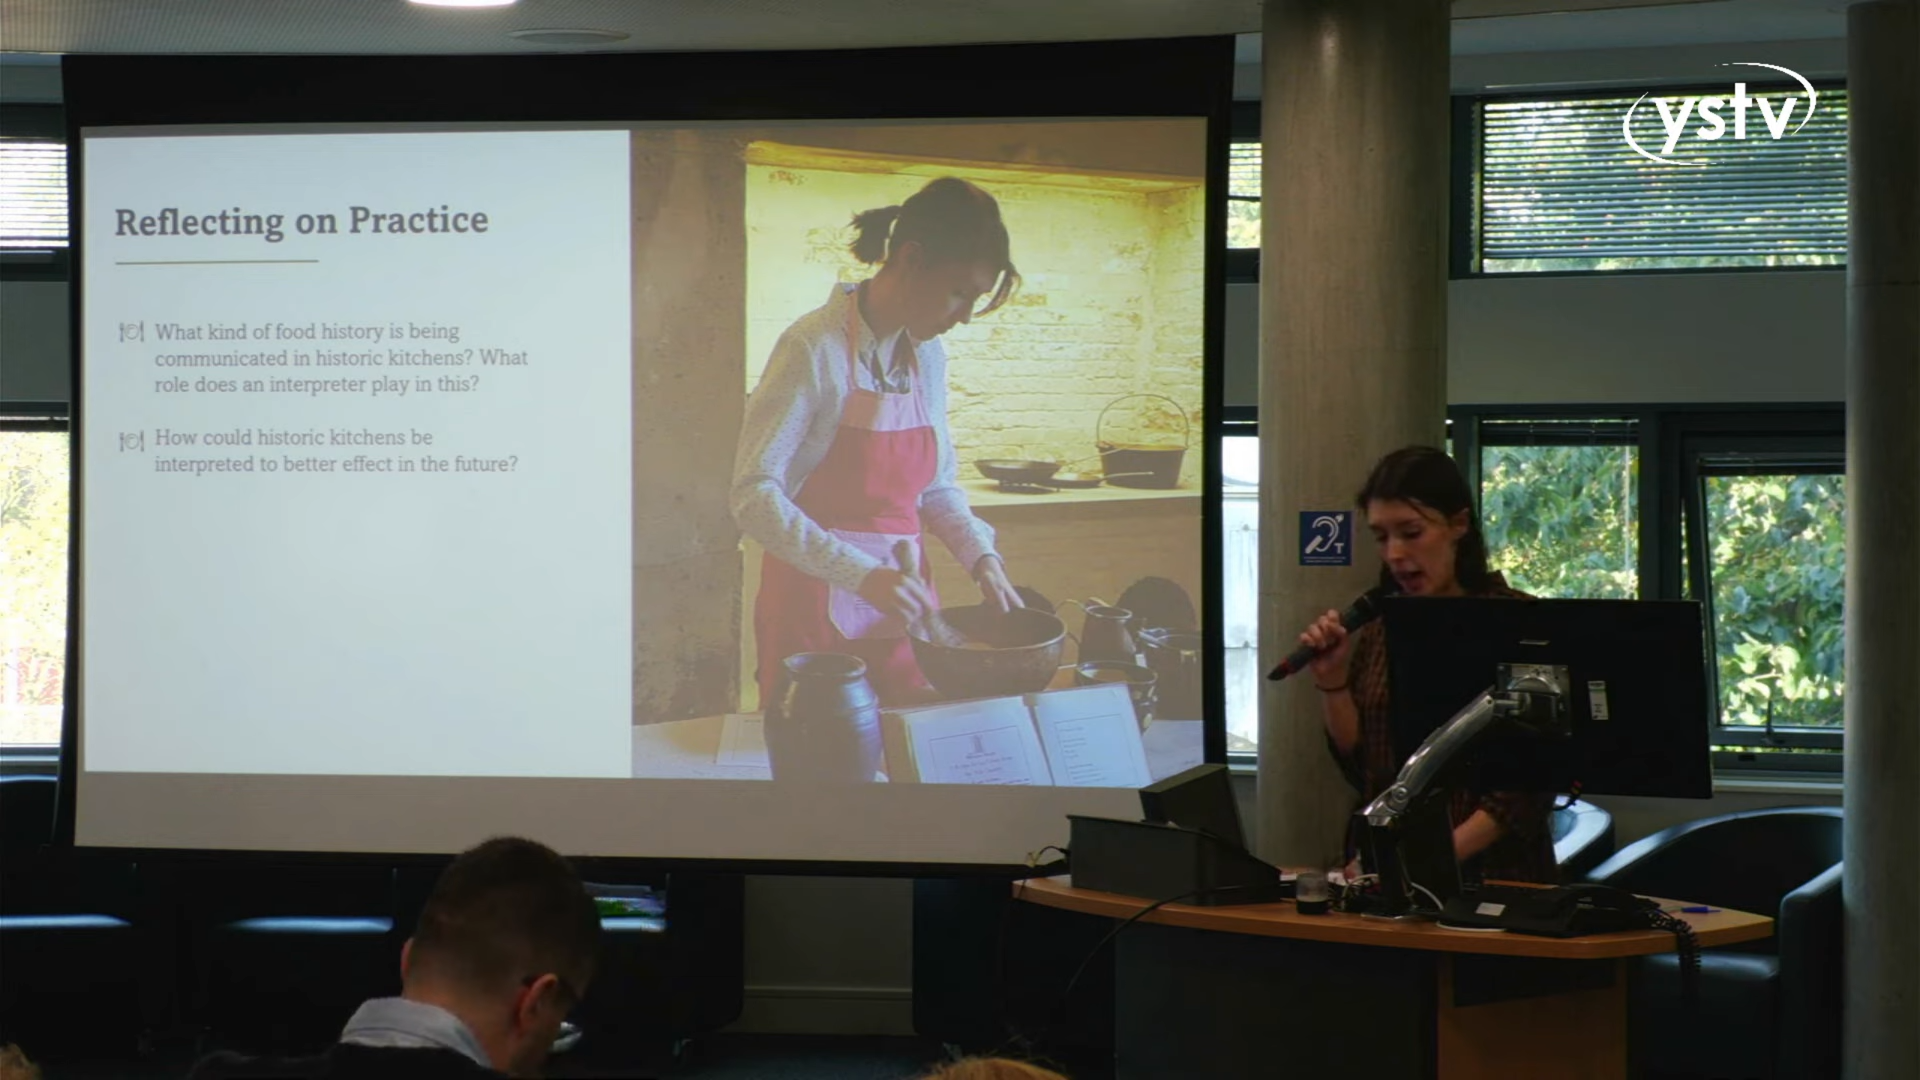 ystv
Reflecting on Practice
What kind of food history is being
communicated in historic kitchens? What
role does an interpreter play in this?
How could historic kitchens be
interpreted to better effect in the future?
T